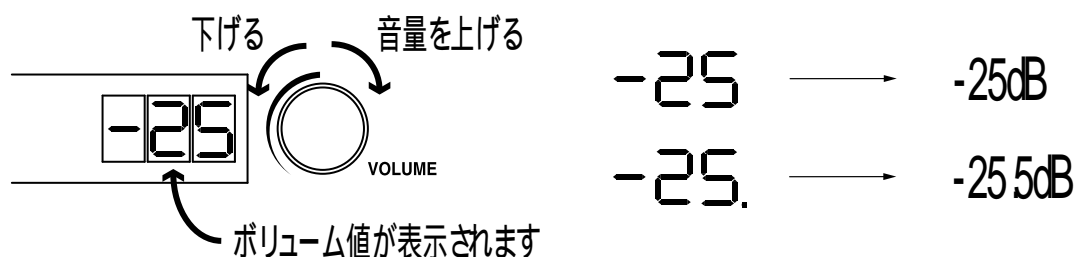 下げる 音量を上げる
-25
VOLUME
ボリューム値が表示されます
-25 → -25dB
-25. → -25.5dB